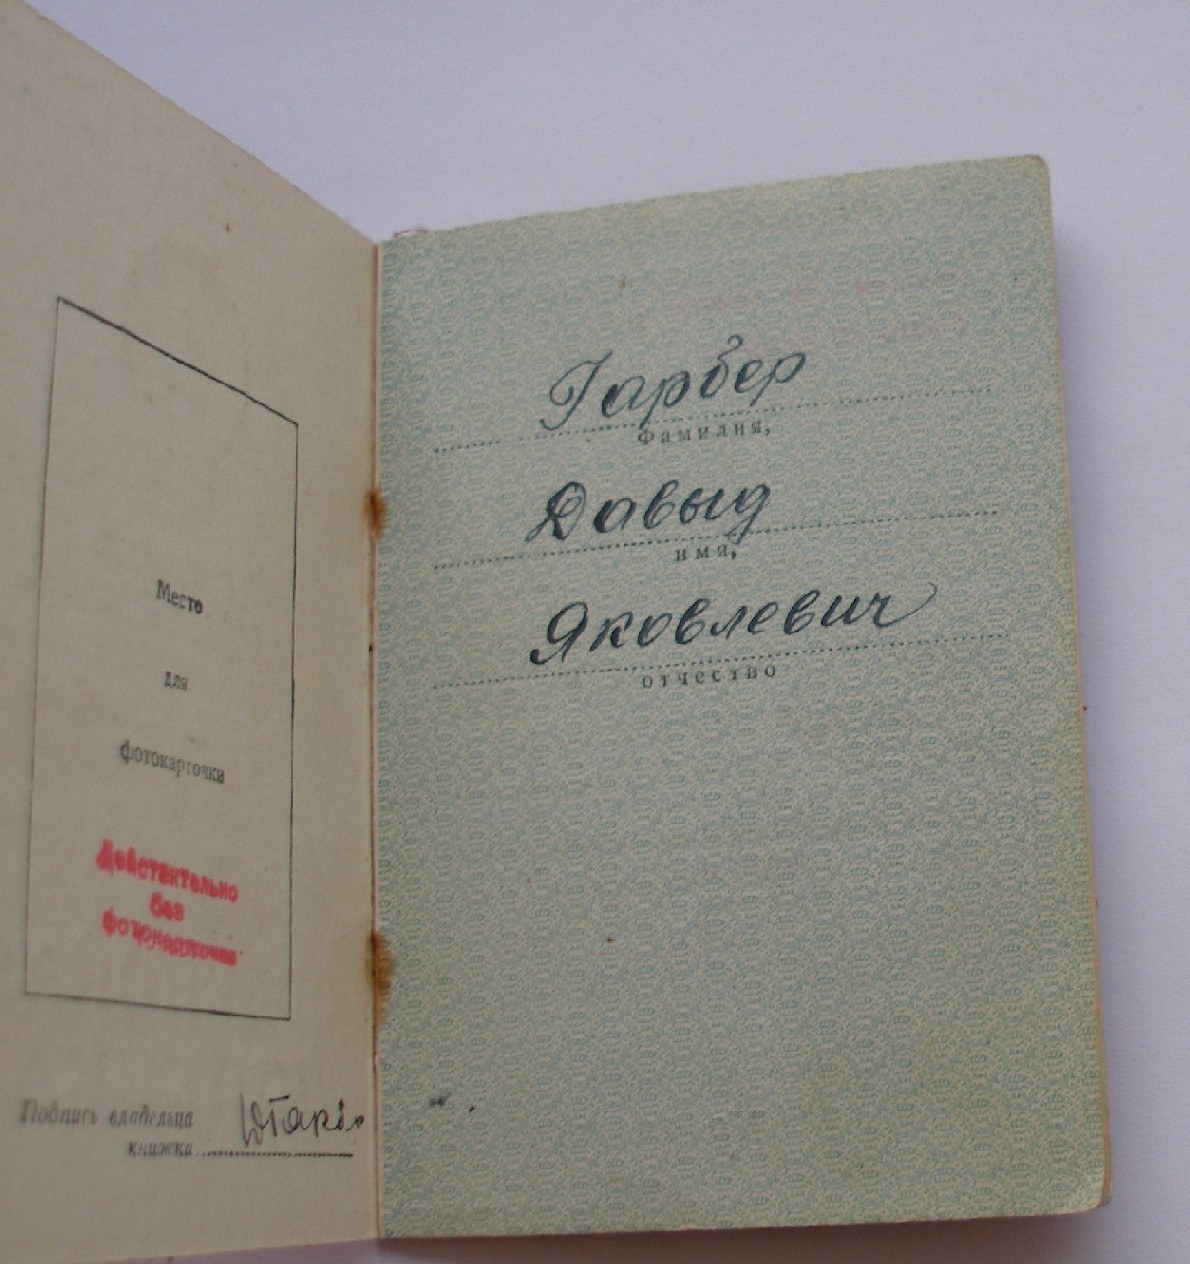 Место
для
фотокарточки
Действительно
без
фотокарточки
Подпись владельца
книжки
Гарбер
Фамилия,
Давыд
имя,
Яковлевич
отчество